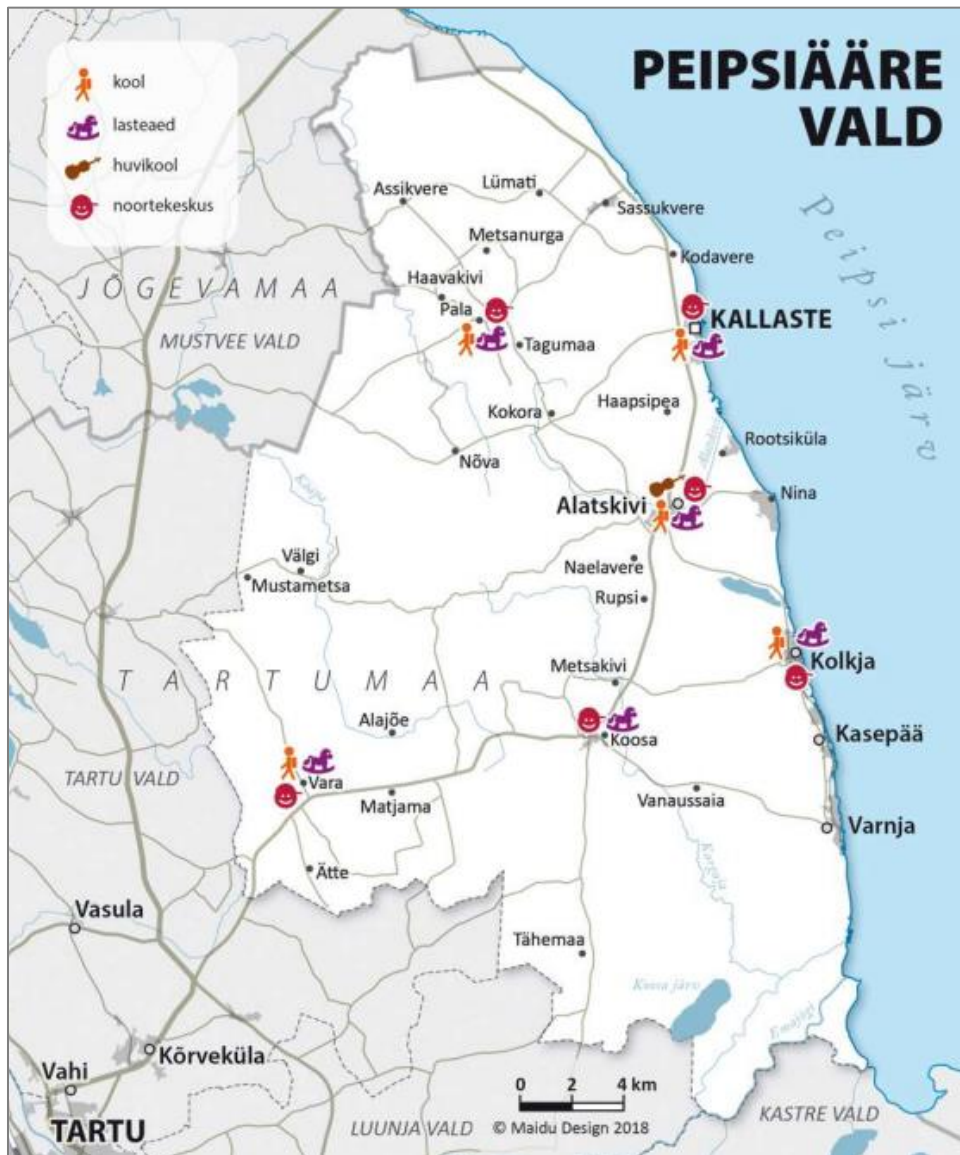 PEIPSIÄÄRE
VALD
kool
lasteaed
huvikool
noortekeskus
Peipsi järv
Assikvere
Lümati
Sassukvere
Metsanurga
Kodavere
Haavakivi
JÕGEVAMAA
Pala
KALLASTE
MUSTVEE VALD
Tagumaa
Haapsipea
Kokora
Rootsiküla
Nõva
Nina
Alatskivi
Välgi
Naelavere
Mustametsa
Rupsi
Kolkja
Metsakivi
TARTUMAA
Alajõe
Koosa
Kasepää
TARTU VALD
Vara
Matjama
Vanaussaia
Varnja
Kargaja
Ätte
Vasula
Tähemaa
Koosa järv
Emajõgi
Kõrveküla
Vahi
0 2 4 km
KASTRE VALD
TARTU
LUUNJA VALD
© Maidu Design 2018